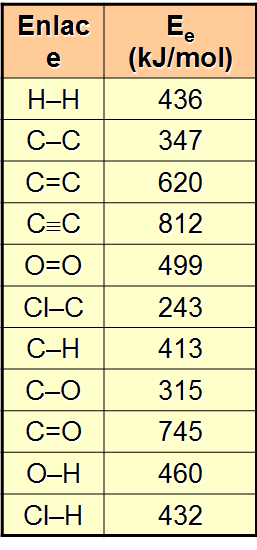 Enlac Eₑ
e (kJ/mol)
H–H 436
C–C 347
C=C 620
C≡C 812
O=O 499
Cl–C 243
C–H 413
C–O 315
C=O 745
O–H 460
Cl–H 432